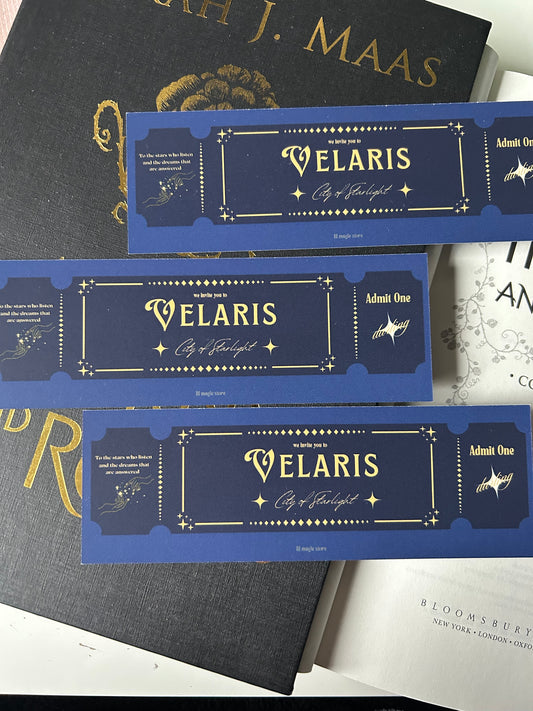 J. MAAS
To the stars who listen
and the dreams that
are answered
we invite you to
VELARIS
City of Starlight
Admit One
darling
lil magic store
To the stars who listen
and the dreams that
are answered
we invite you to
VELARIS
City of Starlight
Admit One
darling
lil magic store
To the stars who listen
and the dreams that
are answered
we invite you to
VELARIS
City of Starlight
Admit One
darling
lil magic store
AN
BLOOMSBURY
NEW YORK • LONDON • OXFO